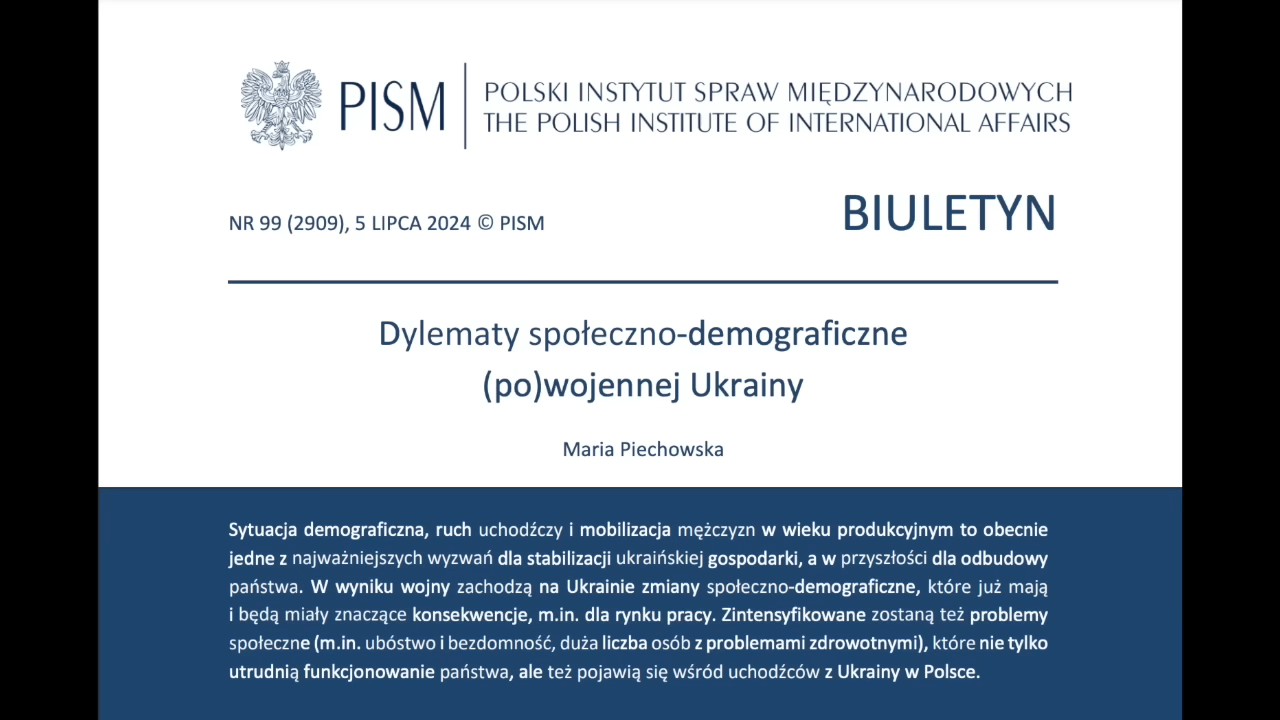 PISM
POLSKI INSTYTUT SPRAW MIĘDZYNARODOWYCH
THE POLISH INSTITUTE OF INTERNATIONAL AFFAIRS
NR 99 (2909), 5 LIPCA 2024 © PISM
BIULETYN
Dylematy społeczno-demograficzne
(po)wojennej Ukrainy
Maria Piechowska
Sytuacja demograficzna, ruch uchodźczy i mobilizacja mężczyzn w wieku produkcyjnym to obecnie
jedne z najważniejszych wyzwań dla stabilizacji ukraińskiej gospodarki, a w przyszłości dla odbudowy
państwa. W wyniku wojny zachodzą na Ukrainie zmiany społeczno-demograficzne, które już mają
i będą miały znaczące konsekwencje, m.in. dla rynku pracy. Zintensyfikowane zostaną też problemy
społeczne (m.in. ubóstwo i bezdomność, duża liczba osób z problemami zdrowotnymi), które nie tylko
utrudnią funkcjonowanie państwa, ale też pojawią się wśród uchodźców z Ukrainy w Polsce.